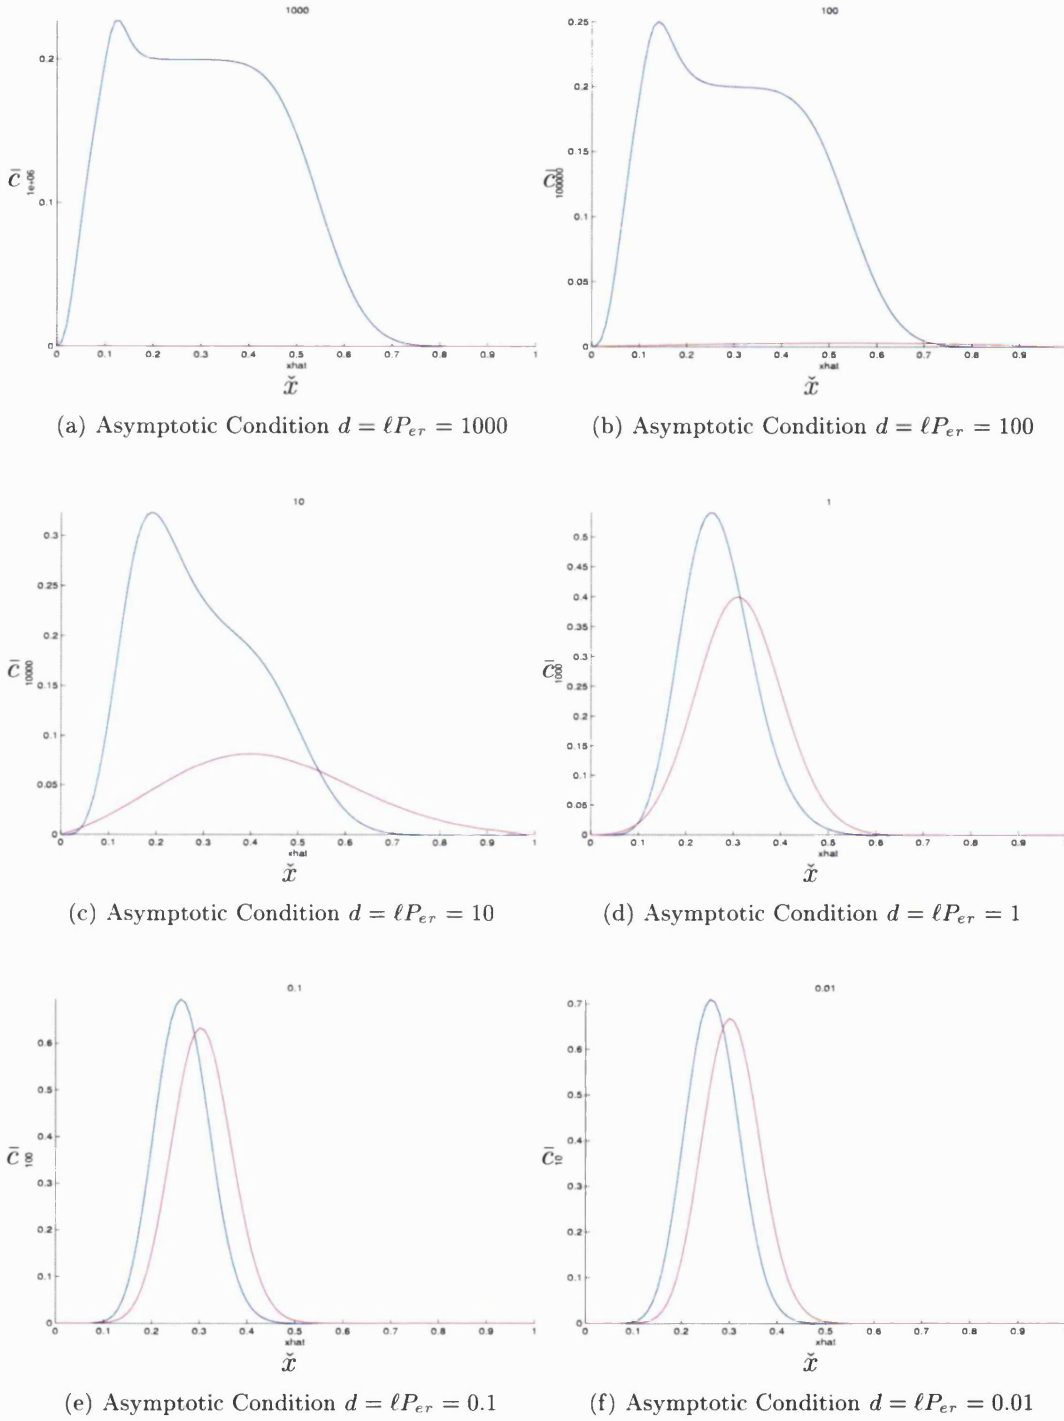 1000
0.2
0.1
0
c̄
1e+06
0 0.1 0.2 0.3 0.4 0.5 0.6 0.7 0.8 0.9 1
xhat
x̌
(a) Asymptotic Condition d = ℓP_er = 1000
100
0.25
0.2
0.15
0.1
0.05
0
c̄
100000
0 0.1 0.2 0.3 0.4 0.5 0.6 0.7 0.8 0.9
xhat
x̌
(b) Asymptotic Condition d = ℓP_er = 100
10
0.3
0.25
0.2
0.15
0.1
0.05
0
c̄
10000
0 0.1 0.2 0.3 0.4 0.5 0.6 0.7 0.8 0.9 1
xhat
x̌
(c) Asymptotic Condition d = ℓP_er = 10
1
0.5
0.45
0.4
0.35
0.3
0.25
0.2
0.15
0.1
0.05
0
c̄
1000
0 0.1 0.2 0.3 0.4 0.5 0.6 0.7 0.8 0.9
xhat
x̌
(d) Asymptotic Condition d = ℓP_er = 1
0.1
0.6
0.5
0.4
0.3
0.2
0.1
0
c̄
100
0 0.1 0.2 0.3 0.4 0.5 0.6 0.7 0.8 0.9 1
xhat
x̌
(e) Asymptotic Condition d = ℓP_er = 0.1
0.01
0.7
0.6
0.5
0.4
0.3
0.2
0.1
0
c̄
10
0 0.1 0.2 0.3 0.4 0.5 0.6 0.7 0.8 0.9
xhat
x̌
(f) Asymptotic Condition d = ℓP_er = 0.01